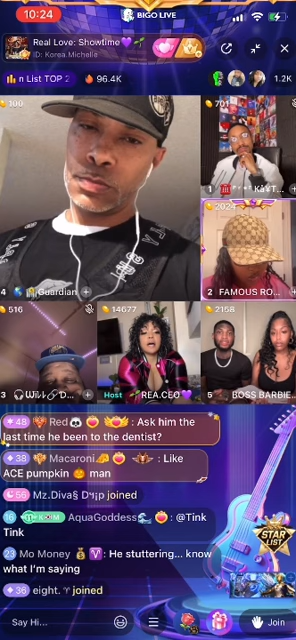 10:24
BIGO LIVE
Real Love: Showtime💜
ID: Korea.Michelle
n List TOP 2
96.4K
1.2K
100
701
1
4 Guardian +
2024
2 FAMOUS RO... +
516
14677
2158
3
Host REA.CEO💜
BOSS BARBIE...
48 Red🐼 : Ask him the
last time he been to the dentist?
38 Macaroni🧀 : Like
ACE pumpkin 🎃 man
56 Mz.Diva joined
16 AquaGoddess🌊 : @Tink
Tink
23 Mo Money 💰 ♈ : He stuttering... know
what I'm saying
STAR
LIST
36 eight. ♈ joined
Say Hi...
Join